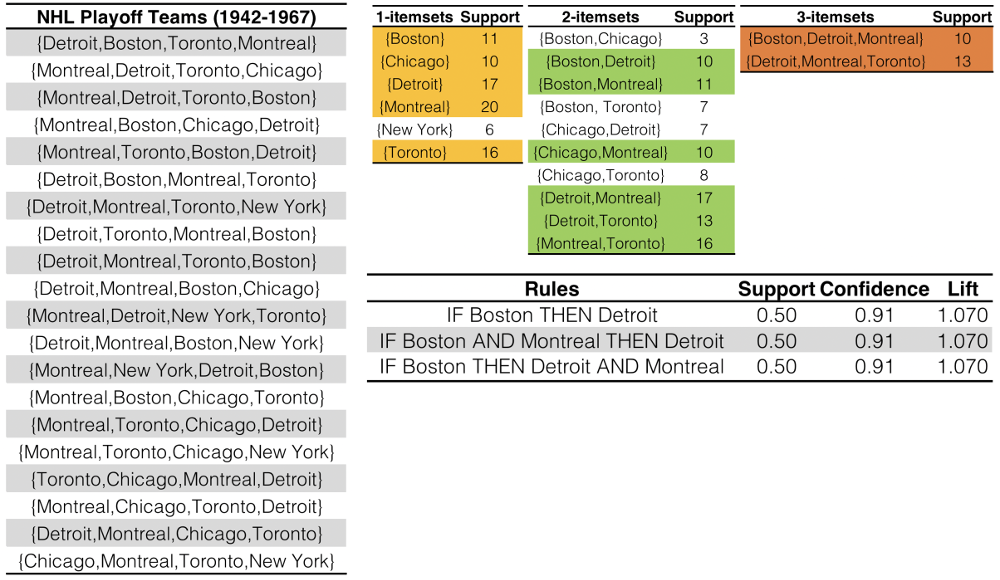 NHL Playoff Teams (1942-1967)
{Detroit,Boston,Toronto,Montreal}
{Montreal,Detroit,Toronto,Chicago}
{Montreal,Detroit,Toronto,Boston}
{Montreal,Boston,Chicago,Detroit}
{Montreal,Toronto,Boston,Detroit}
{Detroit,Boston,Montreal,Toronto}
{Detroit,Montreal,Toronto,New York}
{Detroit,Toronto,Montreal,Boston}
{Detroit,Montreal,Toronto,Boston}
{Detroit,Montreal,Boston,Chicago}
{Montreal,Detroit,New York,Toronto}
{Detroit,Montreal,Boston,New York}
{Montreal,New York,Detroit,Boston}
{Montreal,Boston,Chicago,Toronto}
{Montreal,Toronto,Chicago,Detroit}
{Montreal,Toronto,Chicago,New York}
{Toronto,Chicago,Montreal,Detroit}
{Montreal,Chicago,Toronto,Detroit}
{Detroit,Montreal,Chicago,Toronto}
{Chicago,Montreal,Toronto,New York}
1-itemsets Support
{Boston} 11
{Chicago} 10
{Detroit} 17
{Montreal} 20
{New York} 6
{Toronto} 16
2-itemsets Support
{Boston,Chicago} 3
{Boston,Detroit} 10
{Boston,Montreal} 11
{Boston, Toronto} 7
{Chicago,Detroit} 7
{Chicago,Montreal} 10
{Chicago,Toronto} 8
{Detroit,Montreal} 17
{Detroit,Toronto} 13
{Montreal,Toronto} 16
3-itemsets Support
{Boston,Detroit,Montreal} 10
{Detroit,Montreal,Toronto} 13
Rules Support Confidence Lift
IF Boston THEN Detroit 0.50 0.91 1.070
IF Boston AND Montreal THEN Detroit 0.50 0.91 1.070
IF Boston THEN Detroit AND Montreal 0.50 0.91 1.070